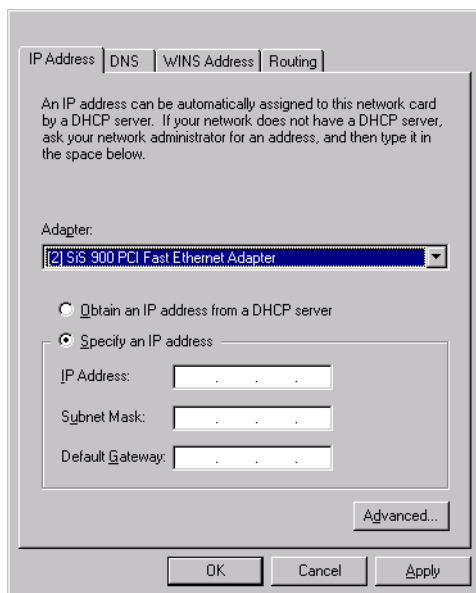 IP Address DNS WINS Address Routing
An IP address can be automatically assigned to this network card
by a DHCP server. If your network does not have a DHCP server,
ask your network administrator for an address, and then type it in
the space below.
Adapter:
[2] SiS 900 PCI Fast Ethernet Adapter
Obtain an IP address from a DHCP server
Specify an IP address
IP Address: . . .
Subnet Mask: . . .
Default Gateway: . . .
Advanced...
OK Cancel Apply